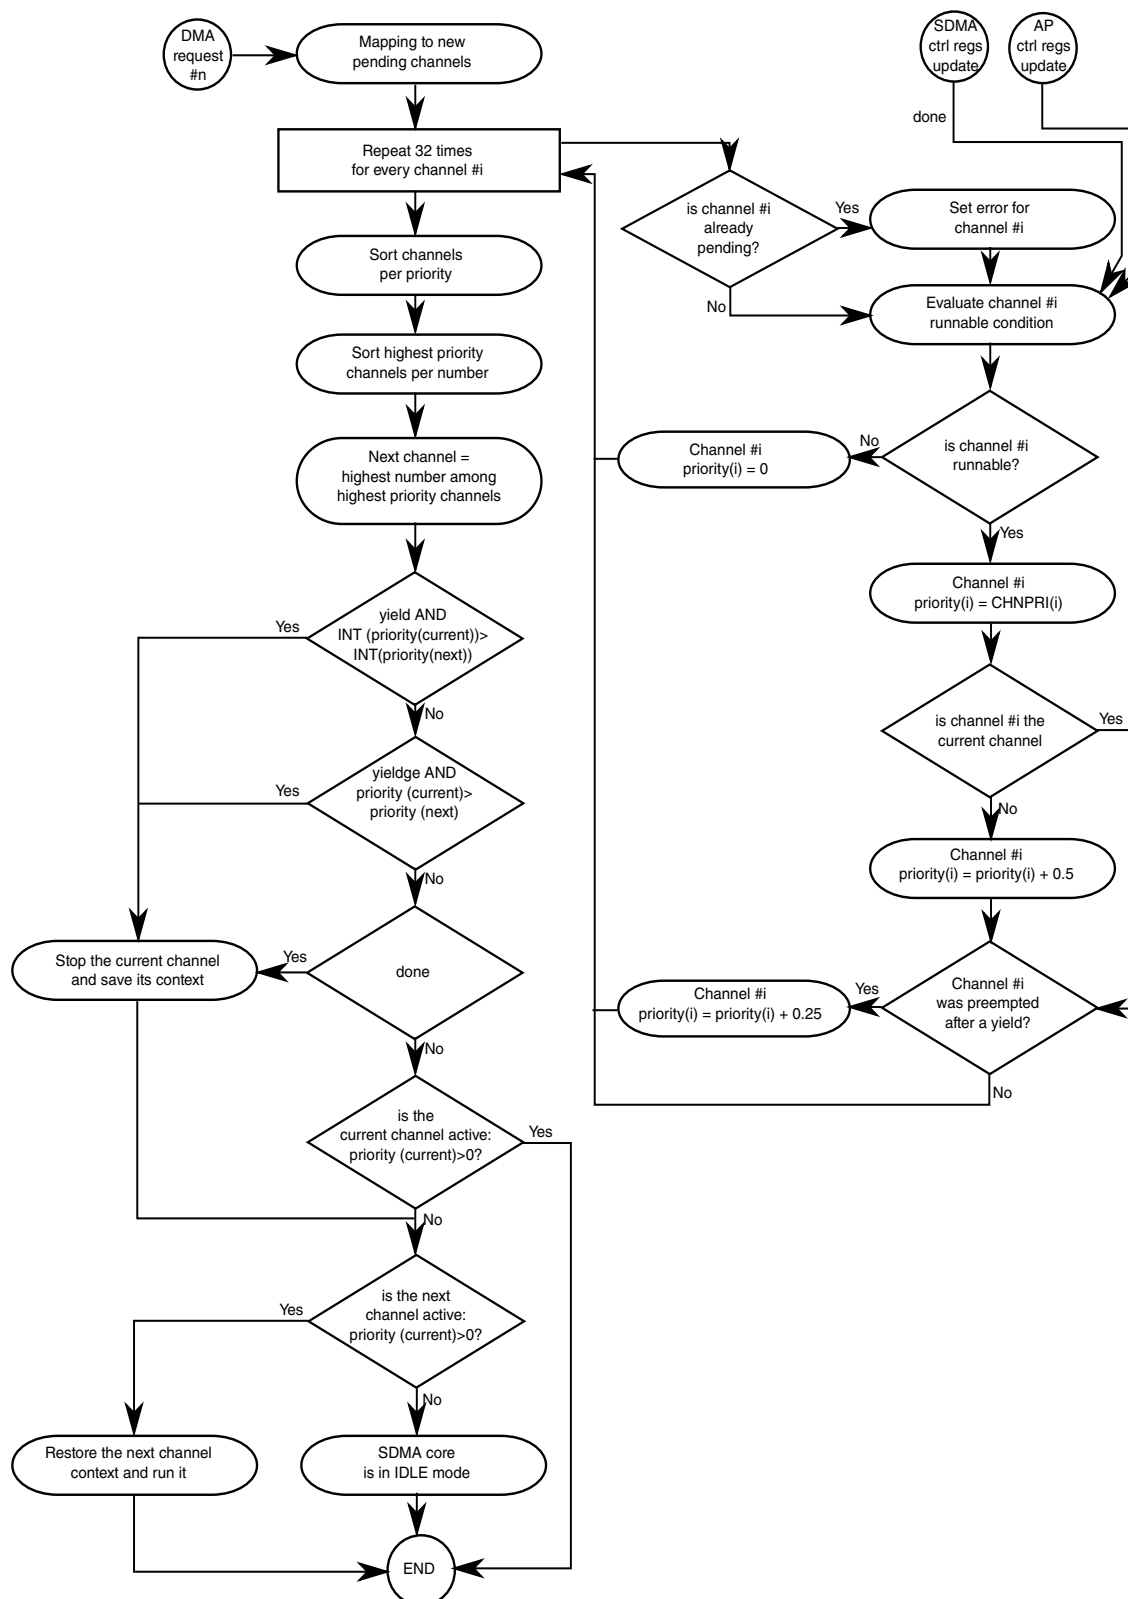 DMA
request
#n
Mapping to new
pending channels
SDMA
ctrl regs
update
AP
ctrl regs
update
done
Repeat 32 times
for every channel #i
is channel #i
already
pending?
Yes
Set error for
channel #i
No
Evaluate channel #i
runnable condition
Sort channels
per priority
Sort highest priority
channels per number
Next channel =
highest number among
highest priority channels
is channel #i
runnable?
No
Channel #i
priority(i) = 0
Yes
Channel #i
priority(i) = CHNPRI(i)
is channel #i the
current channel
Yes
No
Channel #i
priority(i) = priority(i) + 0.5
Channel #i
was preempted
after a yield?
Yes
Channel #i
priority(i) = priority(i) + 0.25
No
yield AND
INT (priority(current))>
INT(priority(next))
Yes
No
yieldge AND
priority (current)>
priority (next)
Yes
No
done
Yes
Stop the current channel
and save its context
No
is the
current channel active:
priority (current)>0?
Yes
No
is the next
channel active:
priority (current)>0?
Yes
No
Restore the next channel
context and run it
SDMA core
is in IDLE mode
END